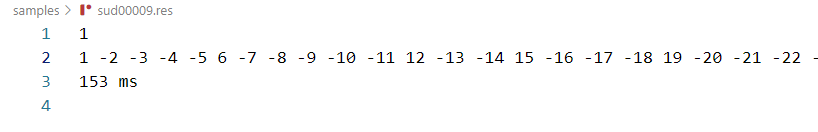 samples > sud00009.res
1 1
2 1 -2 -3 -4 -5 6 -7 -8 -9 -10 -11 12 -13 -14 15 -16 -17 -18 19 -20 -21 -22 -
3 153 ms
4